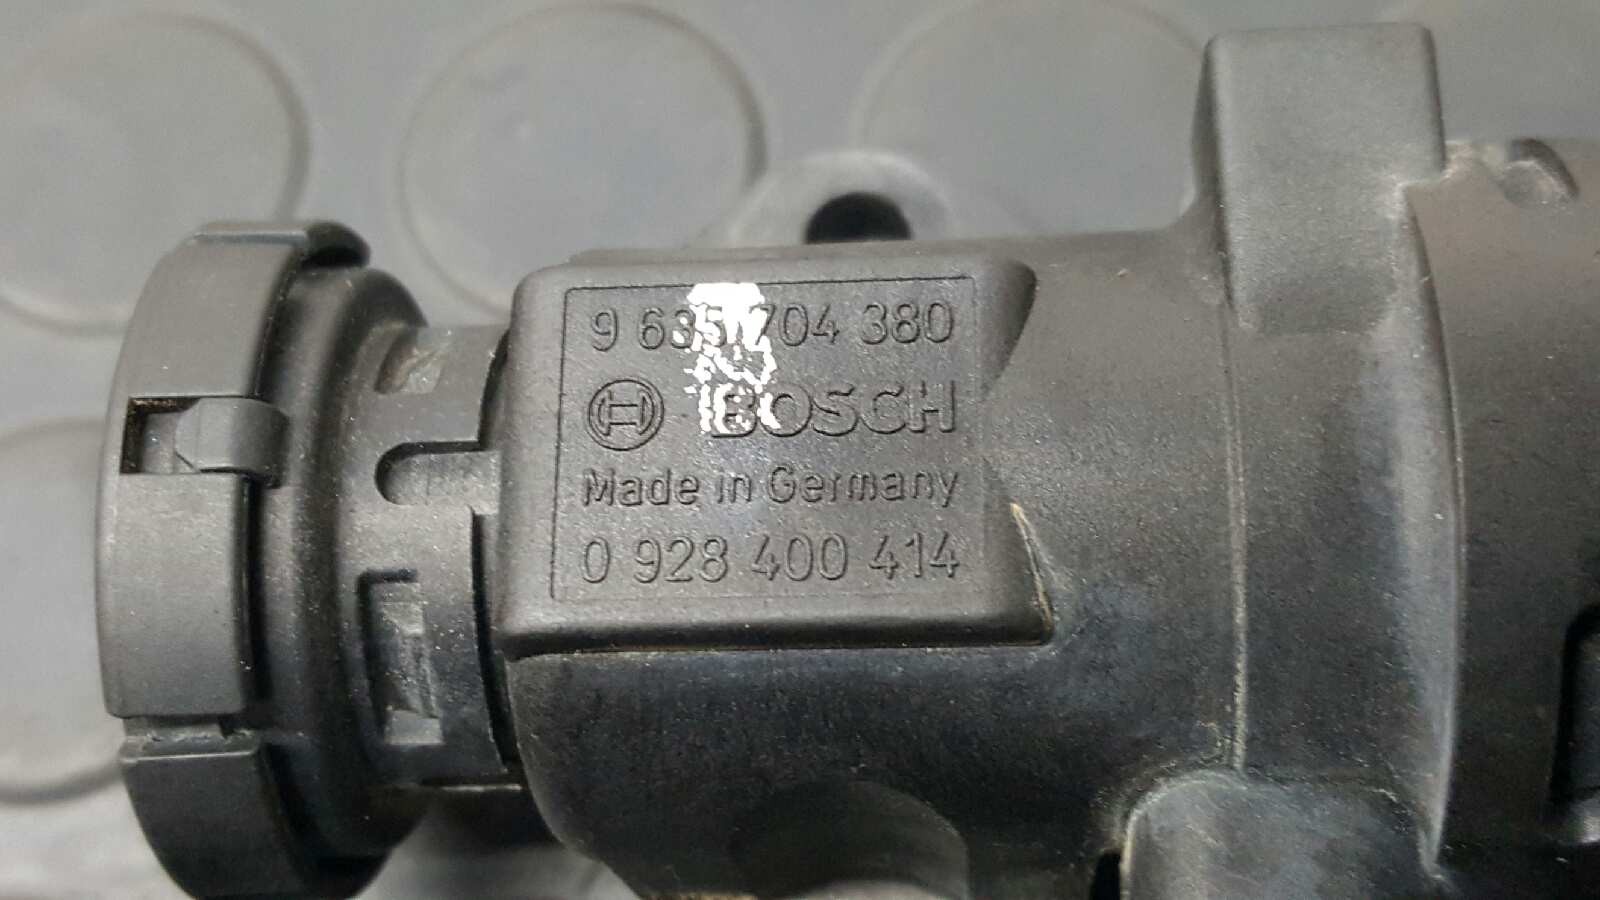 9 635 704 380
BOSCH
Made in Germany
0 928 400 414